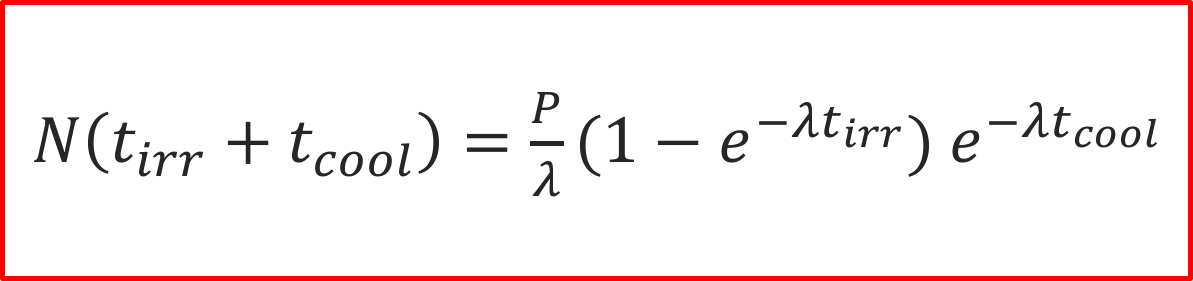 N(t_irr + t_cool) = P/λ (1 − e^−λt_irr) e^−λt_cool